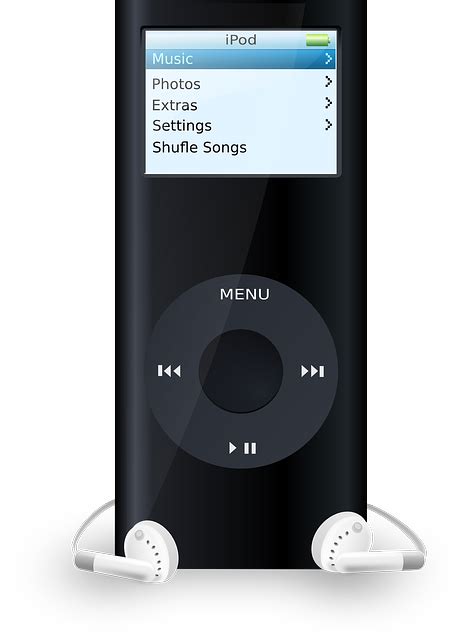 iPod
Music
Photos
Extras
Settings
Shufle Songs
MENU